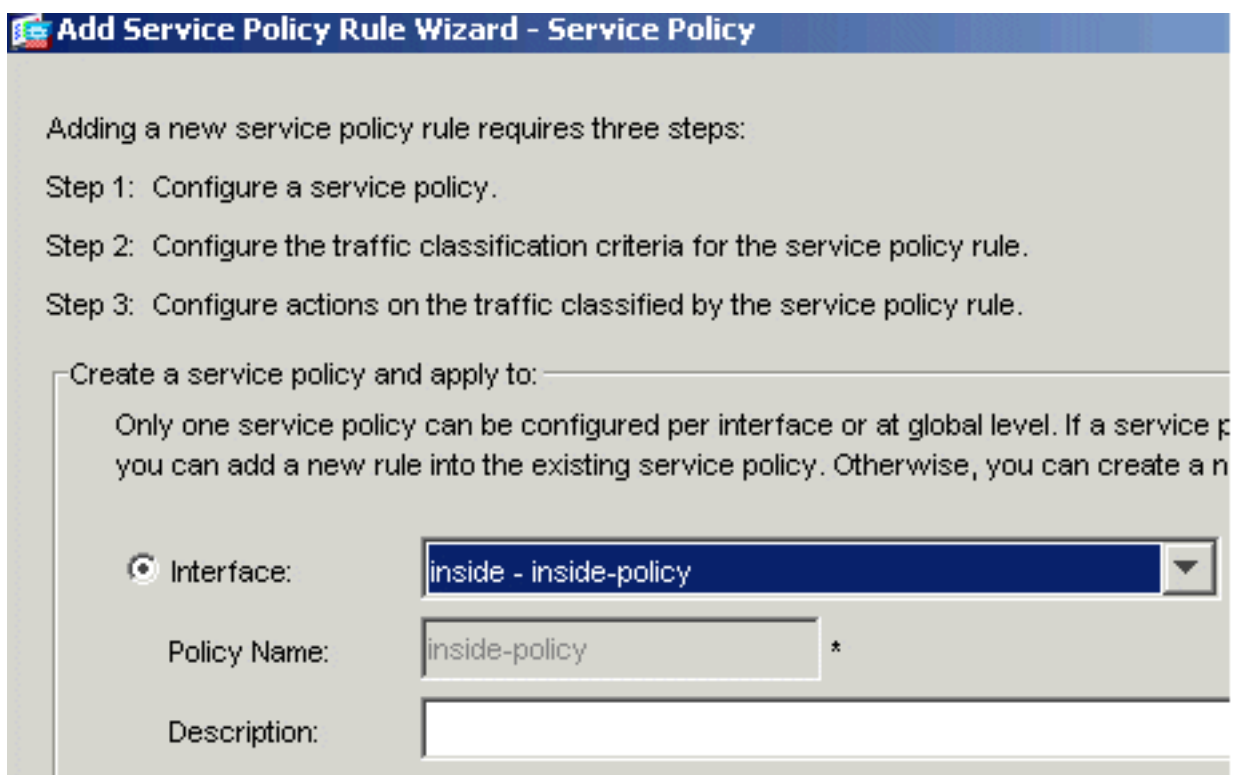 Add Service Policy Rule Wizard - Service Policy
Adding a new service policy rule requires three steps:
Step 1: Configure a service policy.
Step 2: Configure the traffic classification criteria for the service policy rule.
Step 3: Configure actions on the traffic classified by the service policy rule.
Create a service policy and apply to:
Only one service policy can be configured per interface or at global level. If a service
you can add a new rule into the existing service policy. Otherwise, you can create a
Interface: inside - inside-policy
Policy Name: inside-policy *
Description: